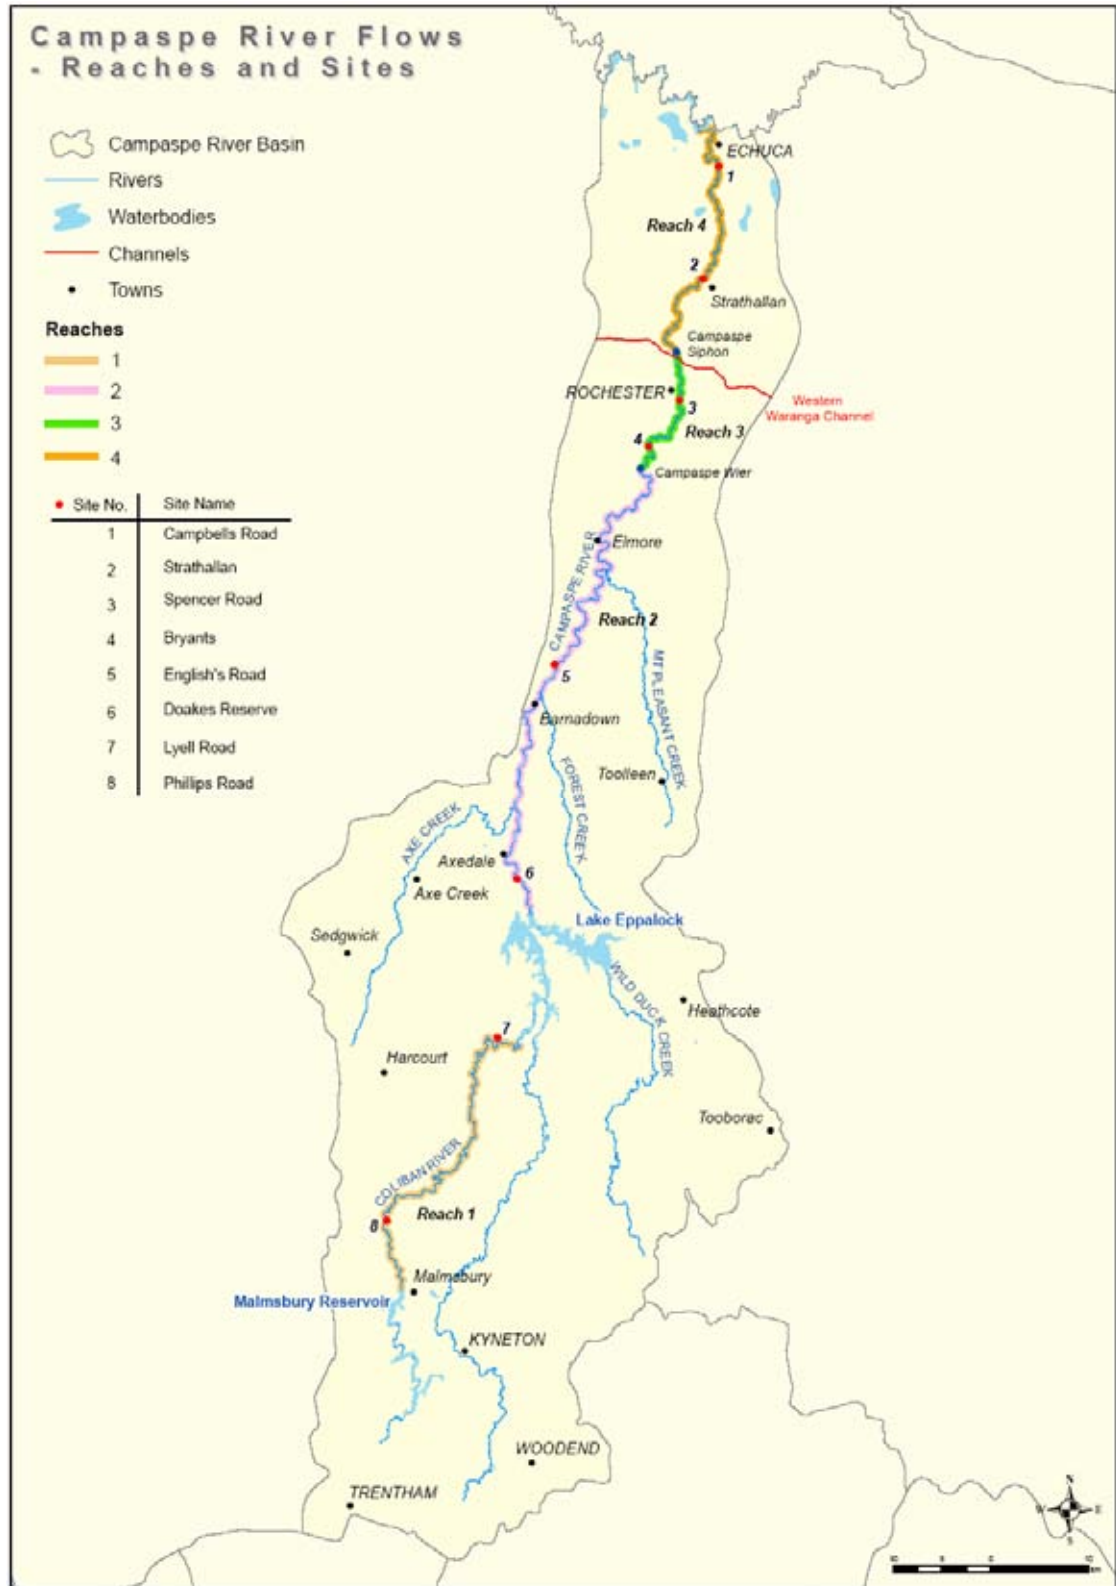 Campaspe River Flows
- Reaches and Sites
Campaspe River Basin
Rivers
Waterbodies
Channels
Towns
Reaches
1
2
3
4
Site No. Site Name
1 Campbells Road
2 Strathallan
3 Spencer Road
4 Bryants
5 English's Road
6 Doakes Reserve
7 Lyell Road
8 Phillips Road
ECHUCA
1
Reach 4
2
Strathallan
Campaspe
Siphon
ROCHESTER
3
Western
Waranga Channel
Reach 3
4
Campaspe Wier
Elmore
CAMPASPE RIVER
Reach 2
5
MT PLEASANT CREEK
Barnadown
Toolleen
FOREST CREEK
AXE CREEK
Axedale
6
Axe Creek
Lake Eppalock
Sedgwick
WILD DUCK CREEK
Heathcote
7
Harcourt
Tooborac
COLIBAN RIVER
Reach 1
8
Malmsbury
Malmsbury Reservoir
KYNETON
WOODEND
TRENTHAM
N
W E
S
10 5 0 10
km